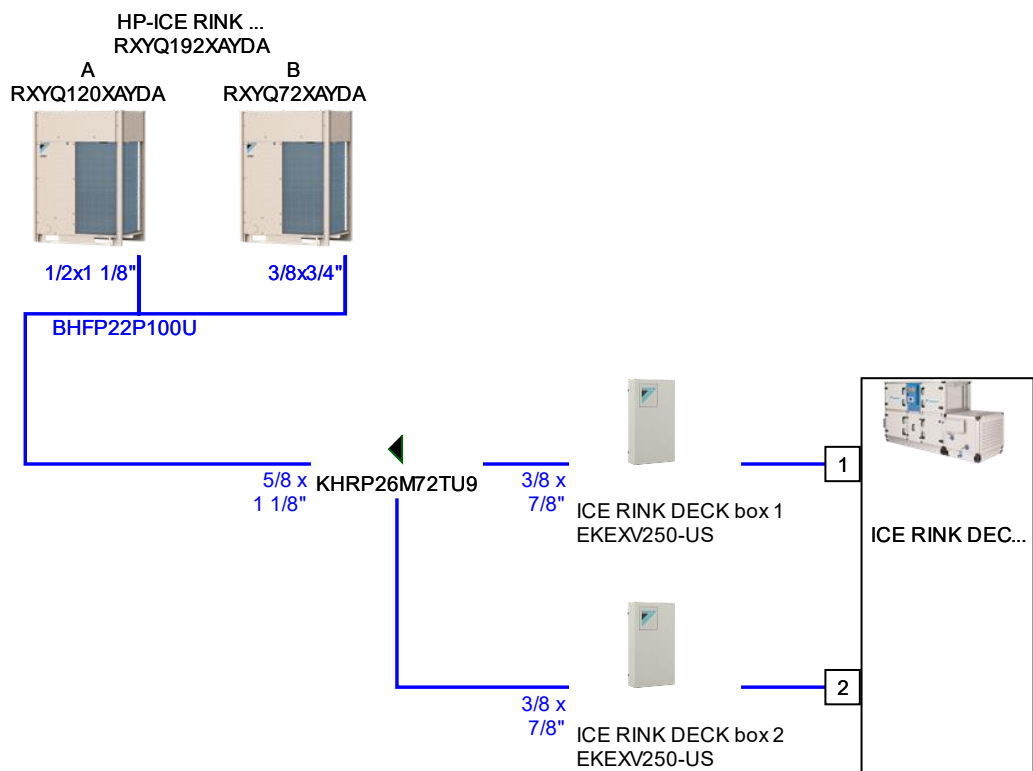 HP-ICE RINK ...
RXYQ192XAYDA
A
RXYQ120XAYDA
B
RXYQ72XAYDA
1/2x1 1/8"
3/8x3/4"
BHFP22P100U
5/8 x
1 1/8"
KHRP26M72TU9
3/8 x
7/8"
ICE RINK DECK box 1
EKEXV250-US
1
ICE RINK DEC...
3/8 x
7/8"
ICE RINK DECK box 2
EKEXV250-US
2